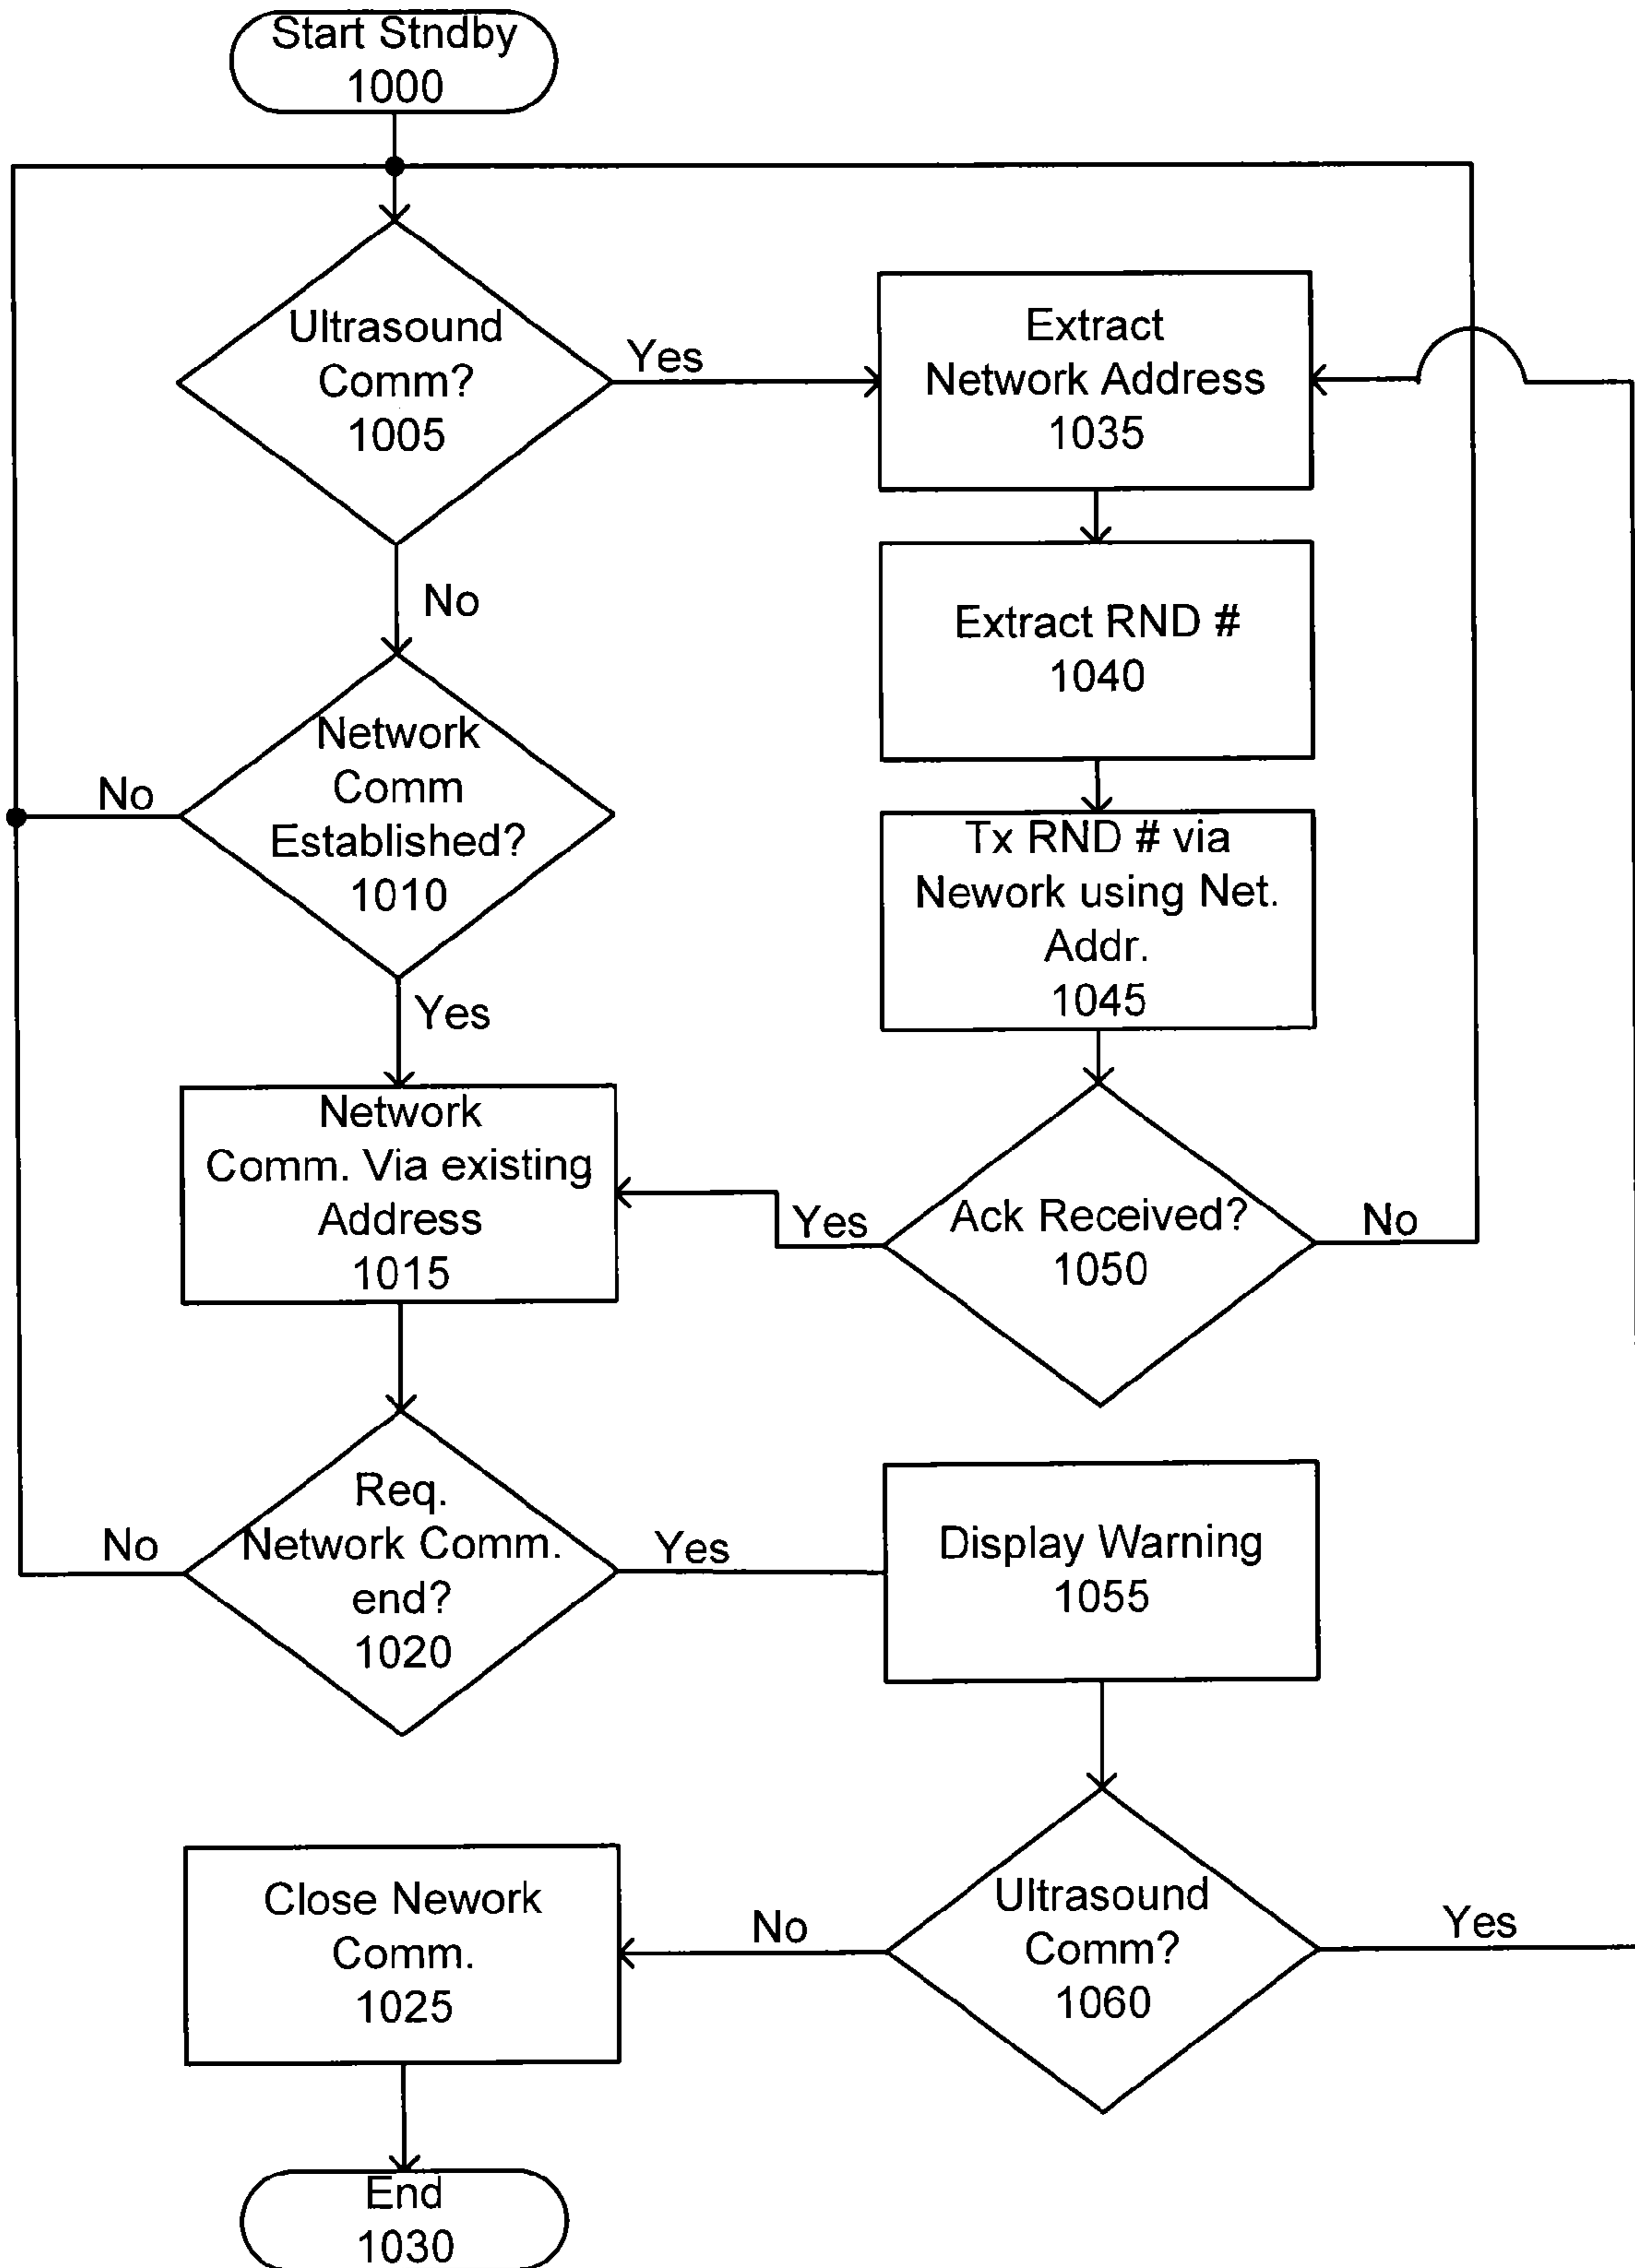 Start Stndby
1000
Ultrasound
Comm?
1005
Yes
No
Extract
Network Address
1035
Extract RND #
1040
Network
Comm
Established?
1010
No
Yes
Tx RND # via
Nework using Net.
Addr.
1045
Network
Comm. Via existing
Address
1015
Yes
Ack Received?
1050
No
Req.
Network Comm.
end?
1020
No
Yes
Display Warning
1055
Close Nework
Comm.
1025
No
Ultrasound
Comm?
1060
Yes
End
1030